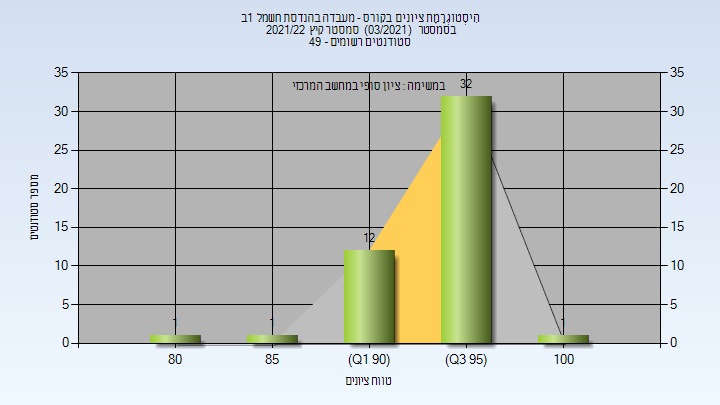 הִיסְטוֹגְרָמַת ציונים בקורס - מעבדה בהנדסת חשמל 1ב
בסמסטר (03/2021) סמסטר קיץ 2021/22
סטודנטים רשומים - 49
במשימה : ציון סופי במחשב המרכזי
35 35
30 30
25 25
20 20
15 15
10 10
5 5
0 0
1 1 12 32 1
80 85 (Q1 90) (Q3 95) 100
מספר סטודנטים
טווח ציונים